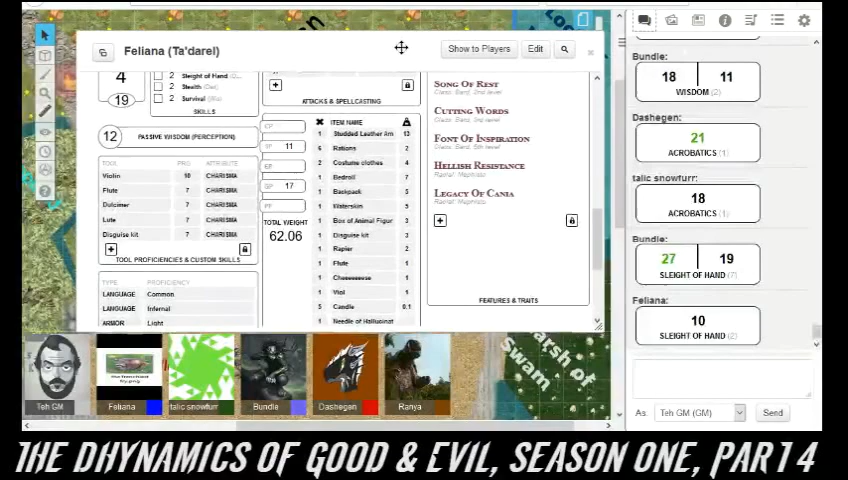 Feliana (Ta'darel)
Show to Players
Edit
4
19
2 Sleight of Hand
2 Stealth
2 Survival
SKILLS
12 PASSIVE WISDOM (PERCEPTION)
TOOL PRO ATTRIBUTE
Violin 10 CHARISMA
Flute 7 CHARISMA
Dulcimer 7 CHARISMA
Lute 7 CHARISMA
Disguise kit 7 CHARISMA
TOOL PROFICIENCIES & CUSTOM SKILLS
TYPE PROFICIENCY
LANGUAGE Common
LANGUAGE Infernal
ARMOR Light
ATTACKS & SPELLCASTING
CP
11
EP
GP 17
PP
TOTAL WEIGHT
62.06
ITEM NAME
1 Studded Leather Arm 13
6 Rations 2
2 Costume clothes 4
1 Bedroll 7
1 Backpack 5
1 Waterskin 5
1 Box of Animal Figur 3
1 Disguise kit 3
1 Rapier 2
1 Flute 1
1 Cheeeeeese 1
1 Viol 1
5 Candle 0.1
1 Needle of Hallucinat
SONG OF REST
Class: Bard, 2nd level
CUTTING WORDS
Class: Bard, 3rd level
FONT OF INSPIRATION
Class: Bard, 5th level
HELLISH RESISTANCE
Racial: Mephisto
LEGACY OF CANIA
Racial: Mephisto
FEATURES & TRAITS
Bundle:
18 11
WISDOM (2)
Dashegen:
21
ACROBATICS (1)
talic snowfurr:
18
ACROBATICS (1)
Bundle:
27 19
SLEIGHT OF HAND (7)
Feliana:
10
SLEIGHT OF HAND (2)
As: Teh GM (GM)
Send
Teh GM
Feliana
talic snowfurr
Bundle
Dashegen
Ranya
arsh of
Swam
THE DHYNAMICS OF GOOD & EVIL, SEASON ONE, PART 4